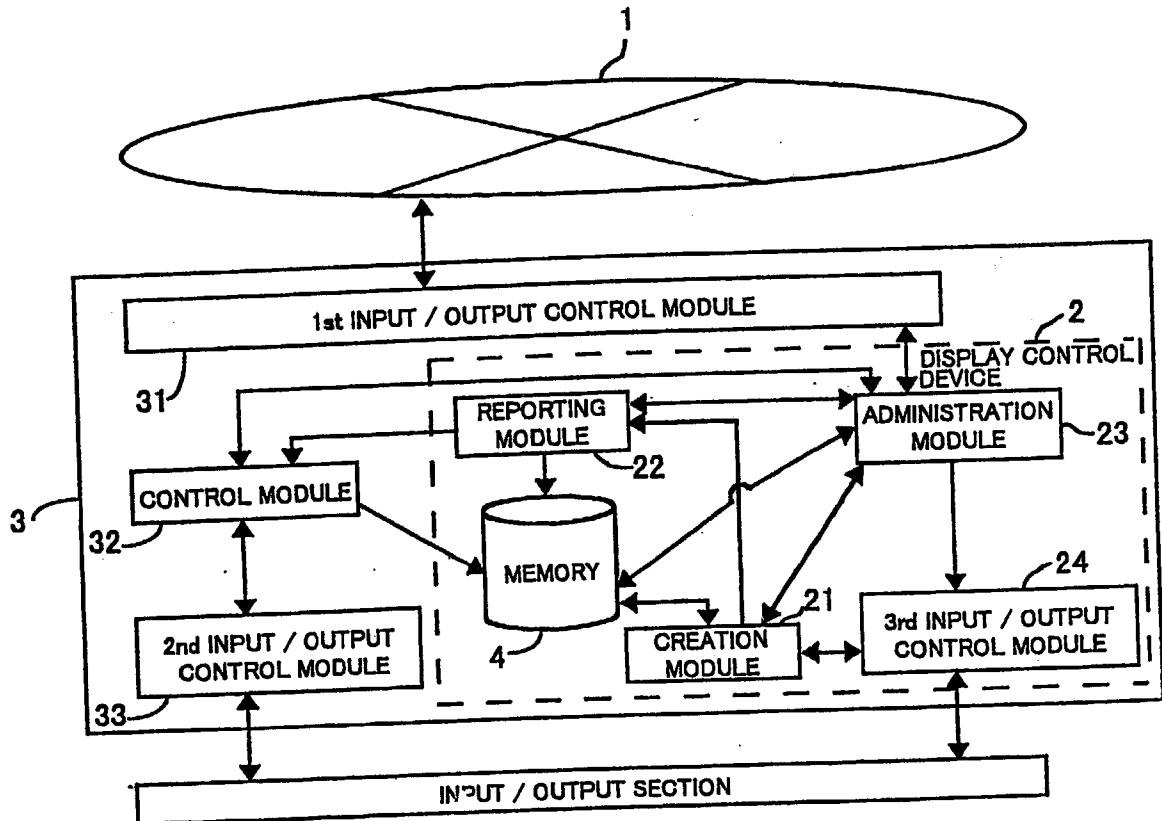 1
1st INPUT / OUTPUT CONTROL MODULE
2
DISPLAY CONTROL
DEVICE
31
REPORTING
MODULE
ADMINISTRATION
MODULE
23
22
CONTROL MODULE
3
32
MEMORY
24
21
2nd INPUT / OUTPUT
CONTROL MODULE
4
CREATION
MODULE
3rd INPUT / OUTPUT
CONTROL MODULE
33
INPUT / OUTPUT SECTION